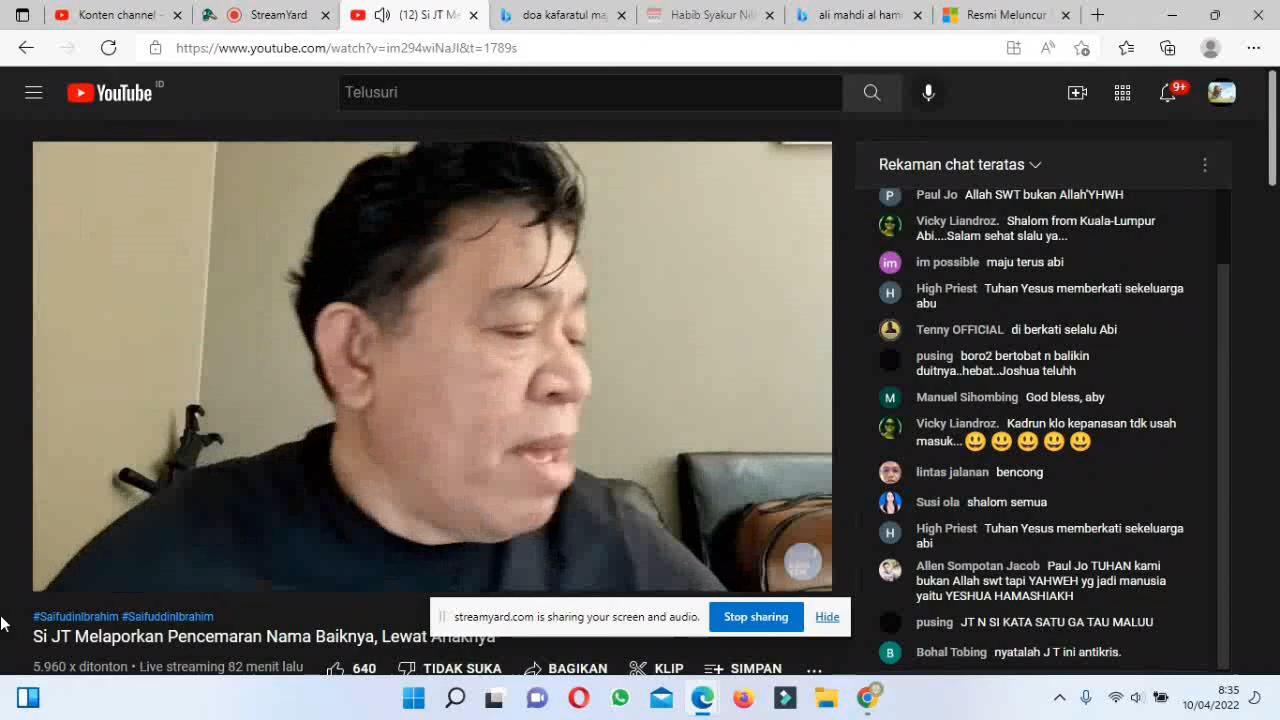 Konten channel -
StreamYard
(12) Si JT Me
doa kafaratul maj
Habib Syakur Nil
ali mahdi al ham
Resmi Meluncur
https://www.youtube.com/watch?v=im294wiNaJI&t=1789s
YouTube ID
Telusuri
9+
Rekaman chat teratas
P Paul Jo Allah SWT bukan Allah'YHWH
Vicky Liandroz. Shalom from Kuala-Lumpur
Abi....Salam sehat slalu ya...
im im possible maju terus abi
H High Priest Tuhan Yesus memberkati sekeluarga
abu
Tenny OFFICIAL di berkati selalu Abi
pusing boro2 bertobat n balikin
duitnya..hebat..Joshua teluhh
M Manuel Sihombing God bless, aby
Vicky Liandroz. Kadrun klo kepanasan tdk usah
masuk...
lintas jalanan bencong
Susi ola shalom semua
H High Priest Tuhan Yesus memberkati sekeluarga
abi
Allen Sompotan Jacob Paul Jo TUHAN kami
bukan Allah swt tapi YAHWEH yg jadi manusia
yaitu YESHUA HAMASHIAKH
pusing JT N SI KATA SATU GA TAU MALUU
B Bohal Tobing nyatalah J T ini antikris.
#SaifudinIbrahim #SaifuddinIbrahim
streamyard.com is sharing your screen and audio.
Stop sharing
Hide
Si JT Melaporkan Pencemaran Nama Baiknya, Lewat Anaknya
5.960 x ditonton • Live streaming 82 menit lalu
640
TIDAK SUKA
BAGIKAN
KLIP
SIMPAN
8:35
10/04/2022